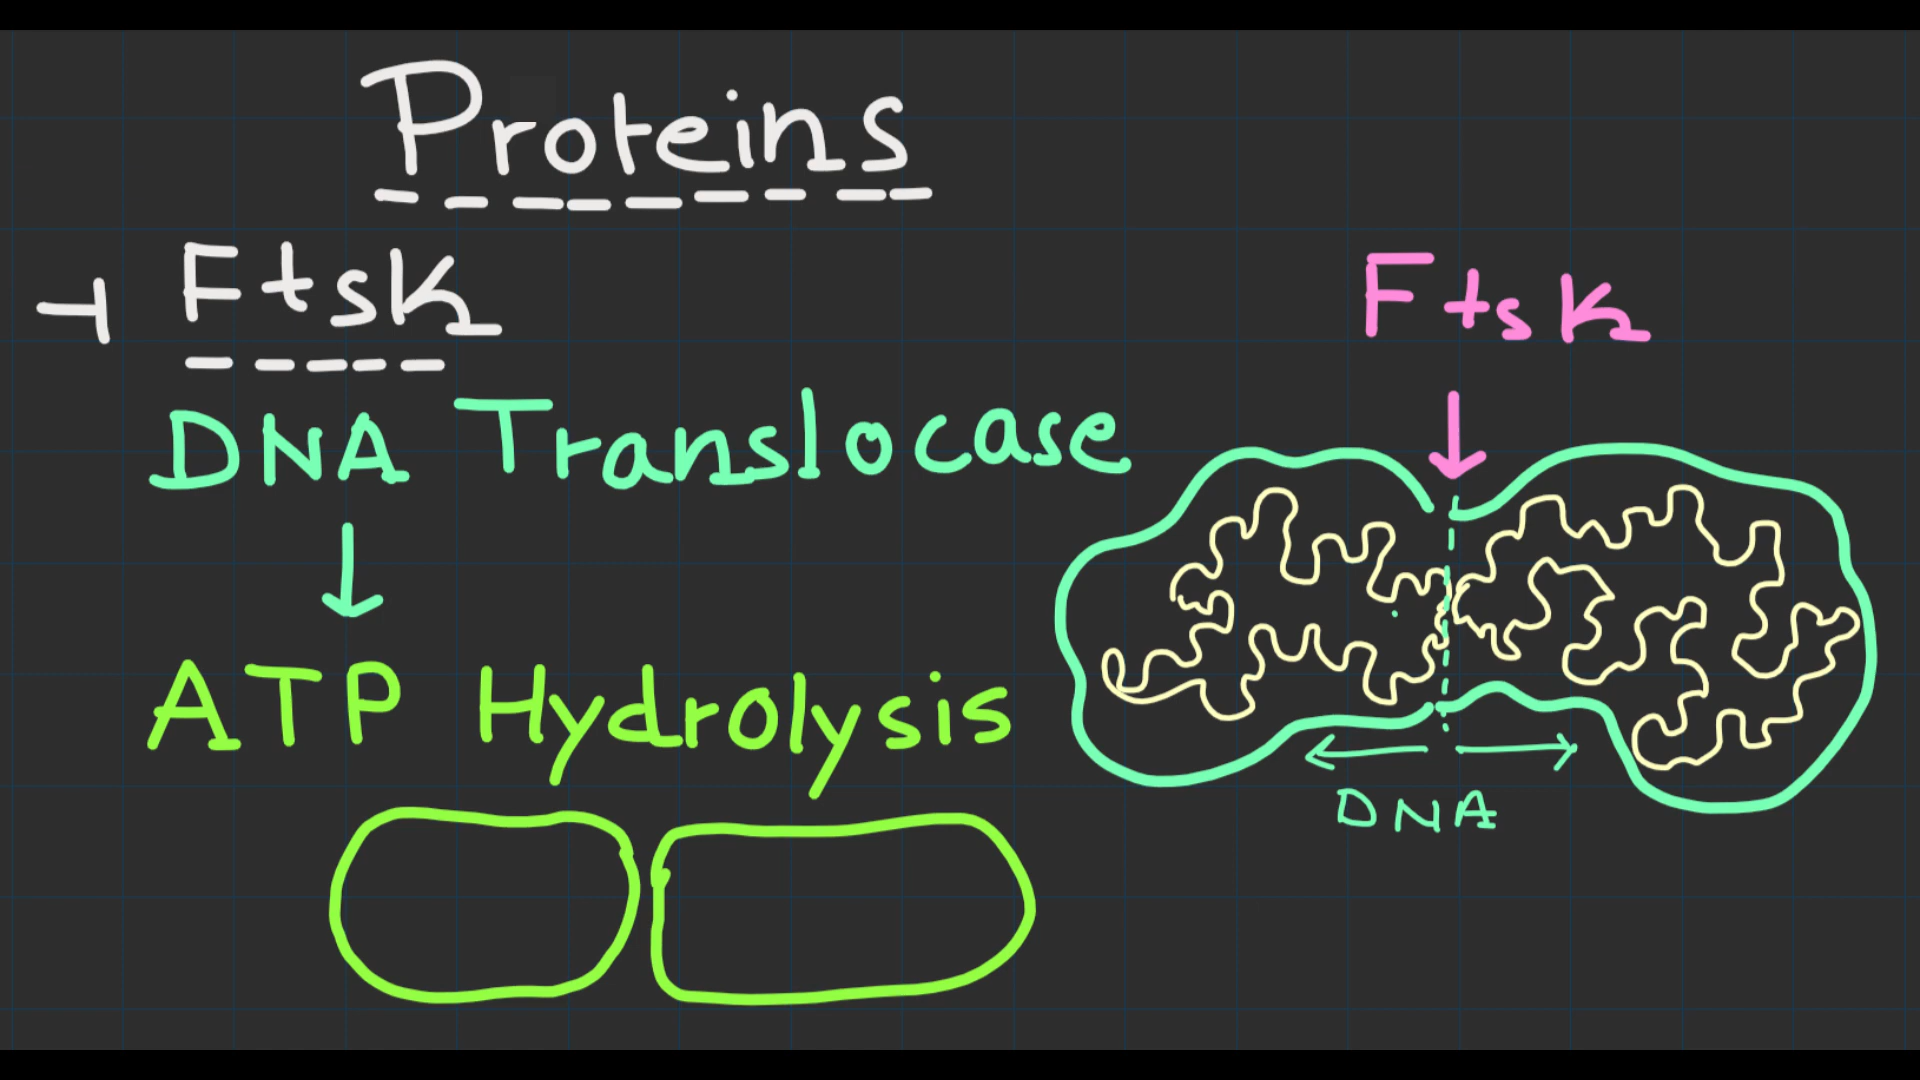 Proteins
FtsK
DNA Translocase
ATP Hydrolysis
FtsK
DNA